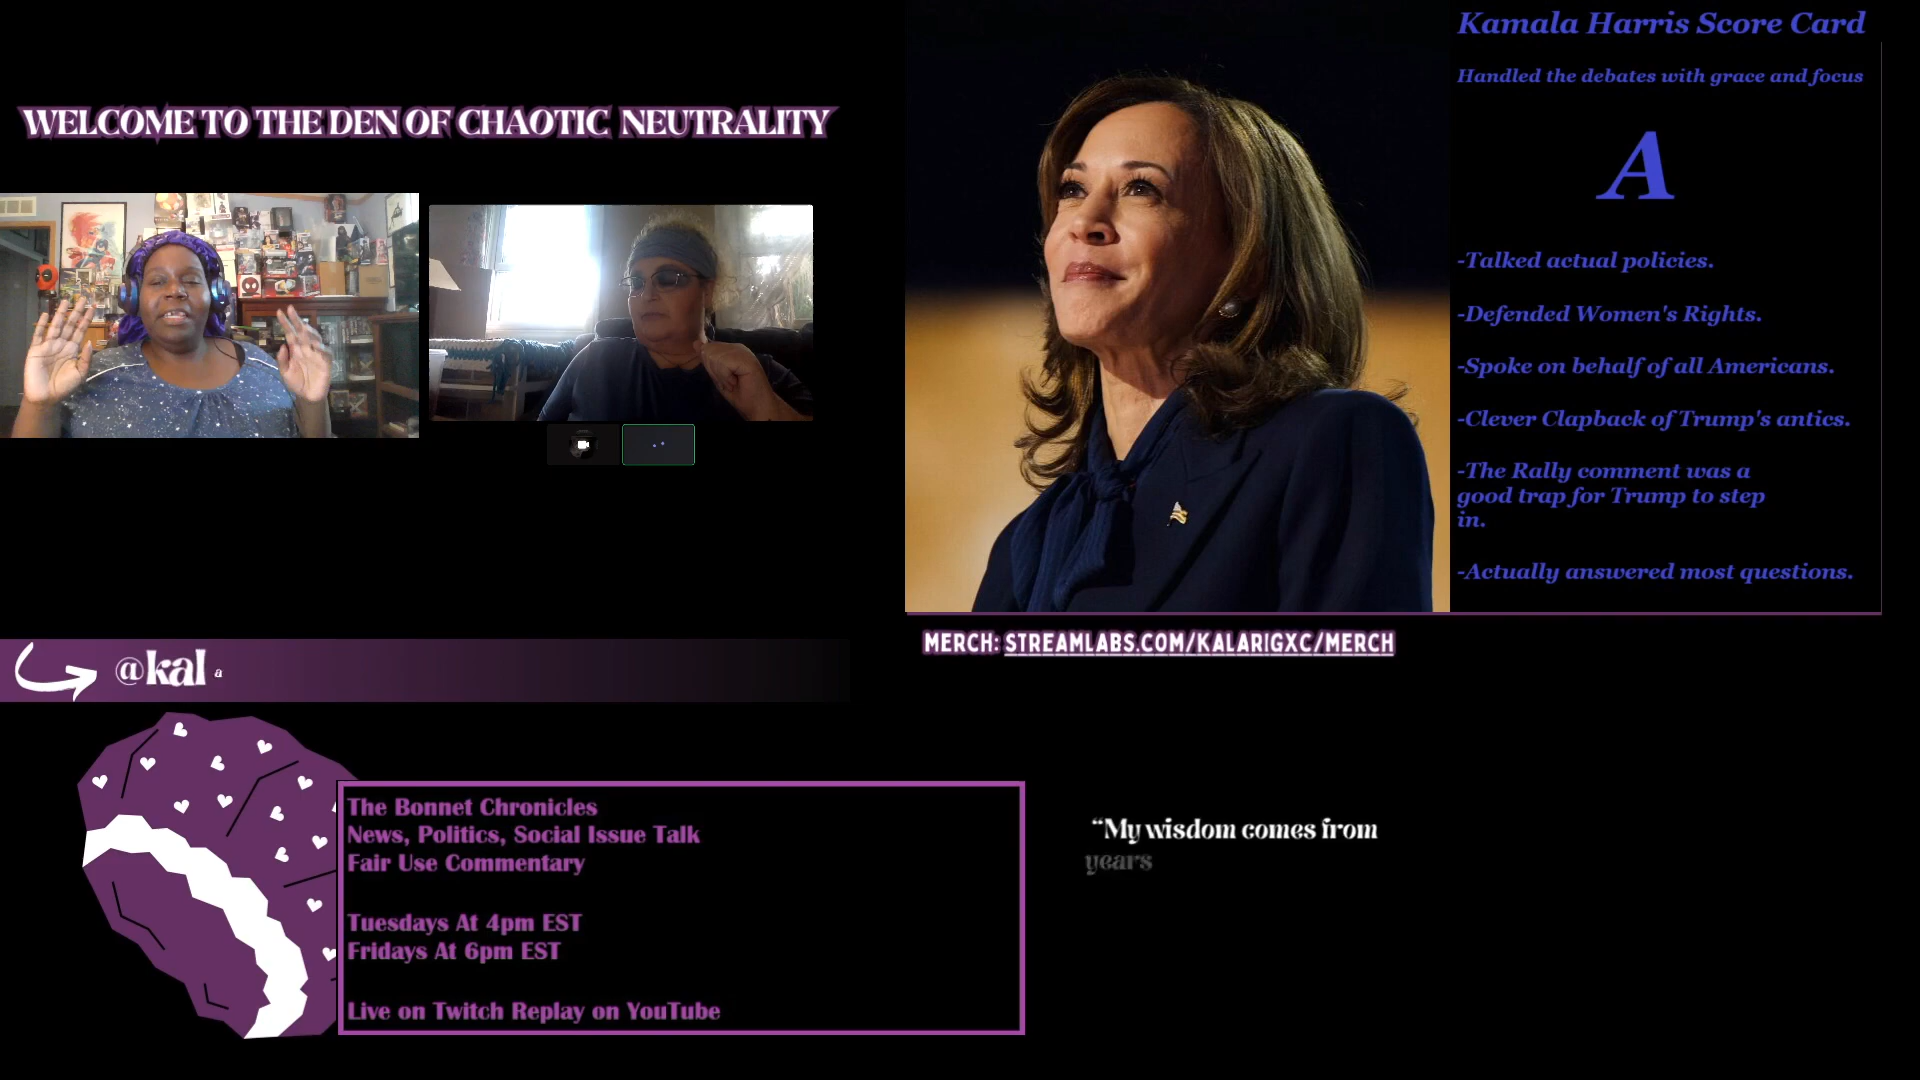 WELCOME TO THE DEN OF CHAOTIC NEUTRALITY
Kamala Harris Score Card
Handled the debates with grace and focus
A
-Talked actual policies.
-Defended Women's Rights.
-Spoke on behalf of all Americans.
-Clever Clapback of Trump's antics.
-The Rally comment was a
good trap for Trump to step
in.
-Actually answered most questions.
MERCH: STREAMLABS.COM/KALARIGXC/MERCH
@kal a
The Bonnet Chronicles
News, Politics, Social Issue Talk
Fair Use Commentary
Tuesdays At 4pm EST
Fridays At 6pm EST
Live on Twitch Replay on YouTube
“My wisdom comes from
years